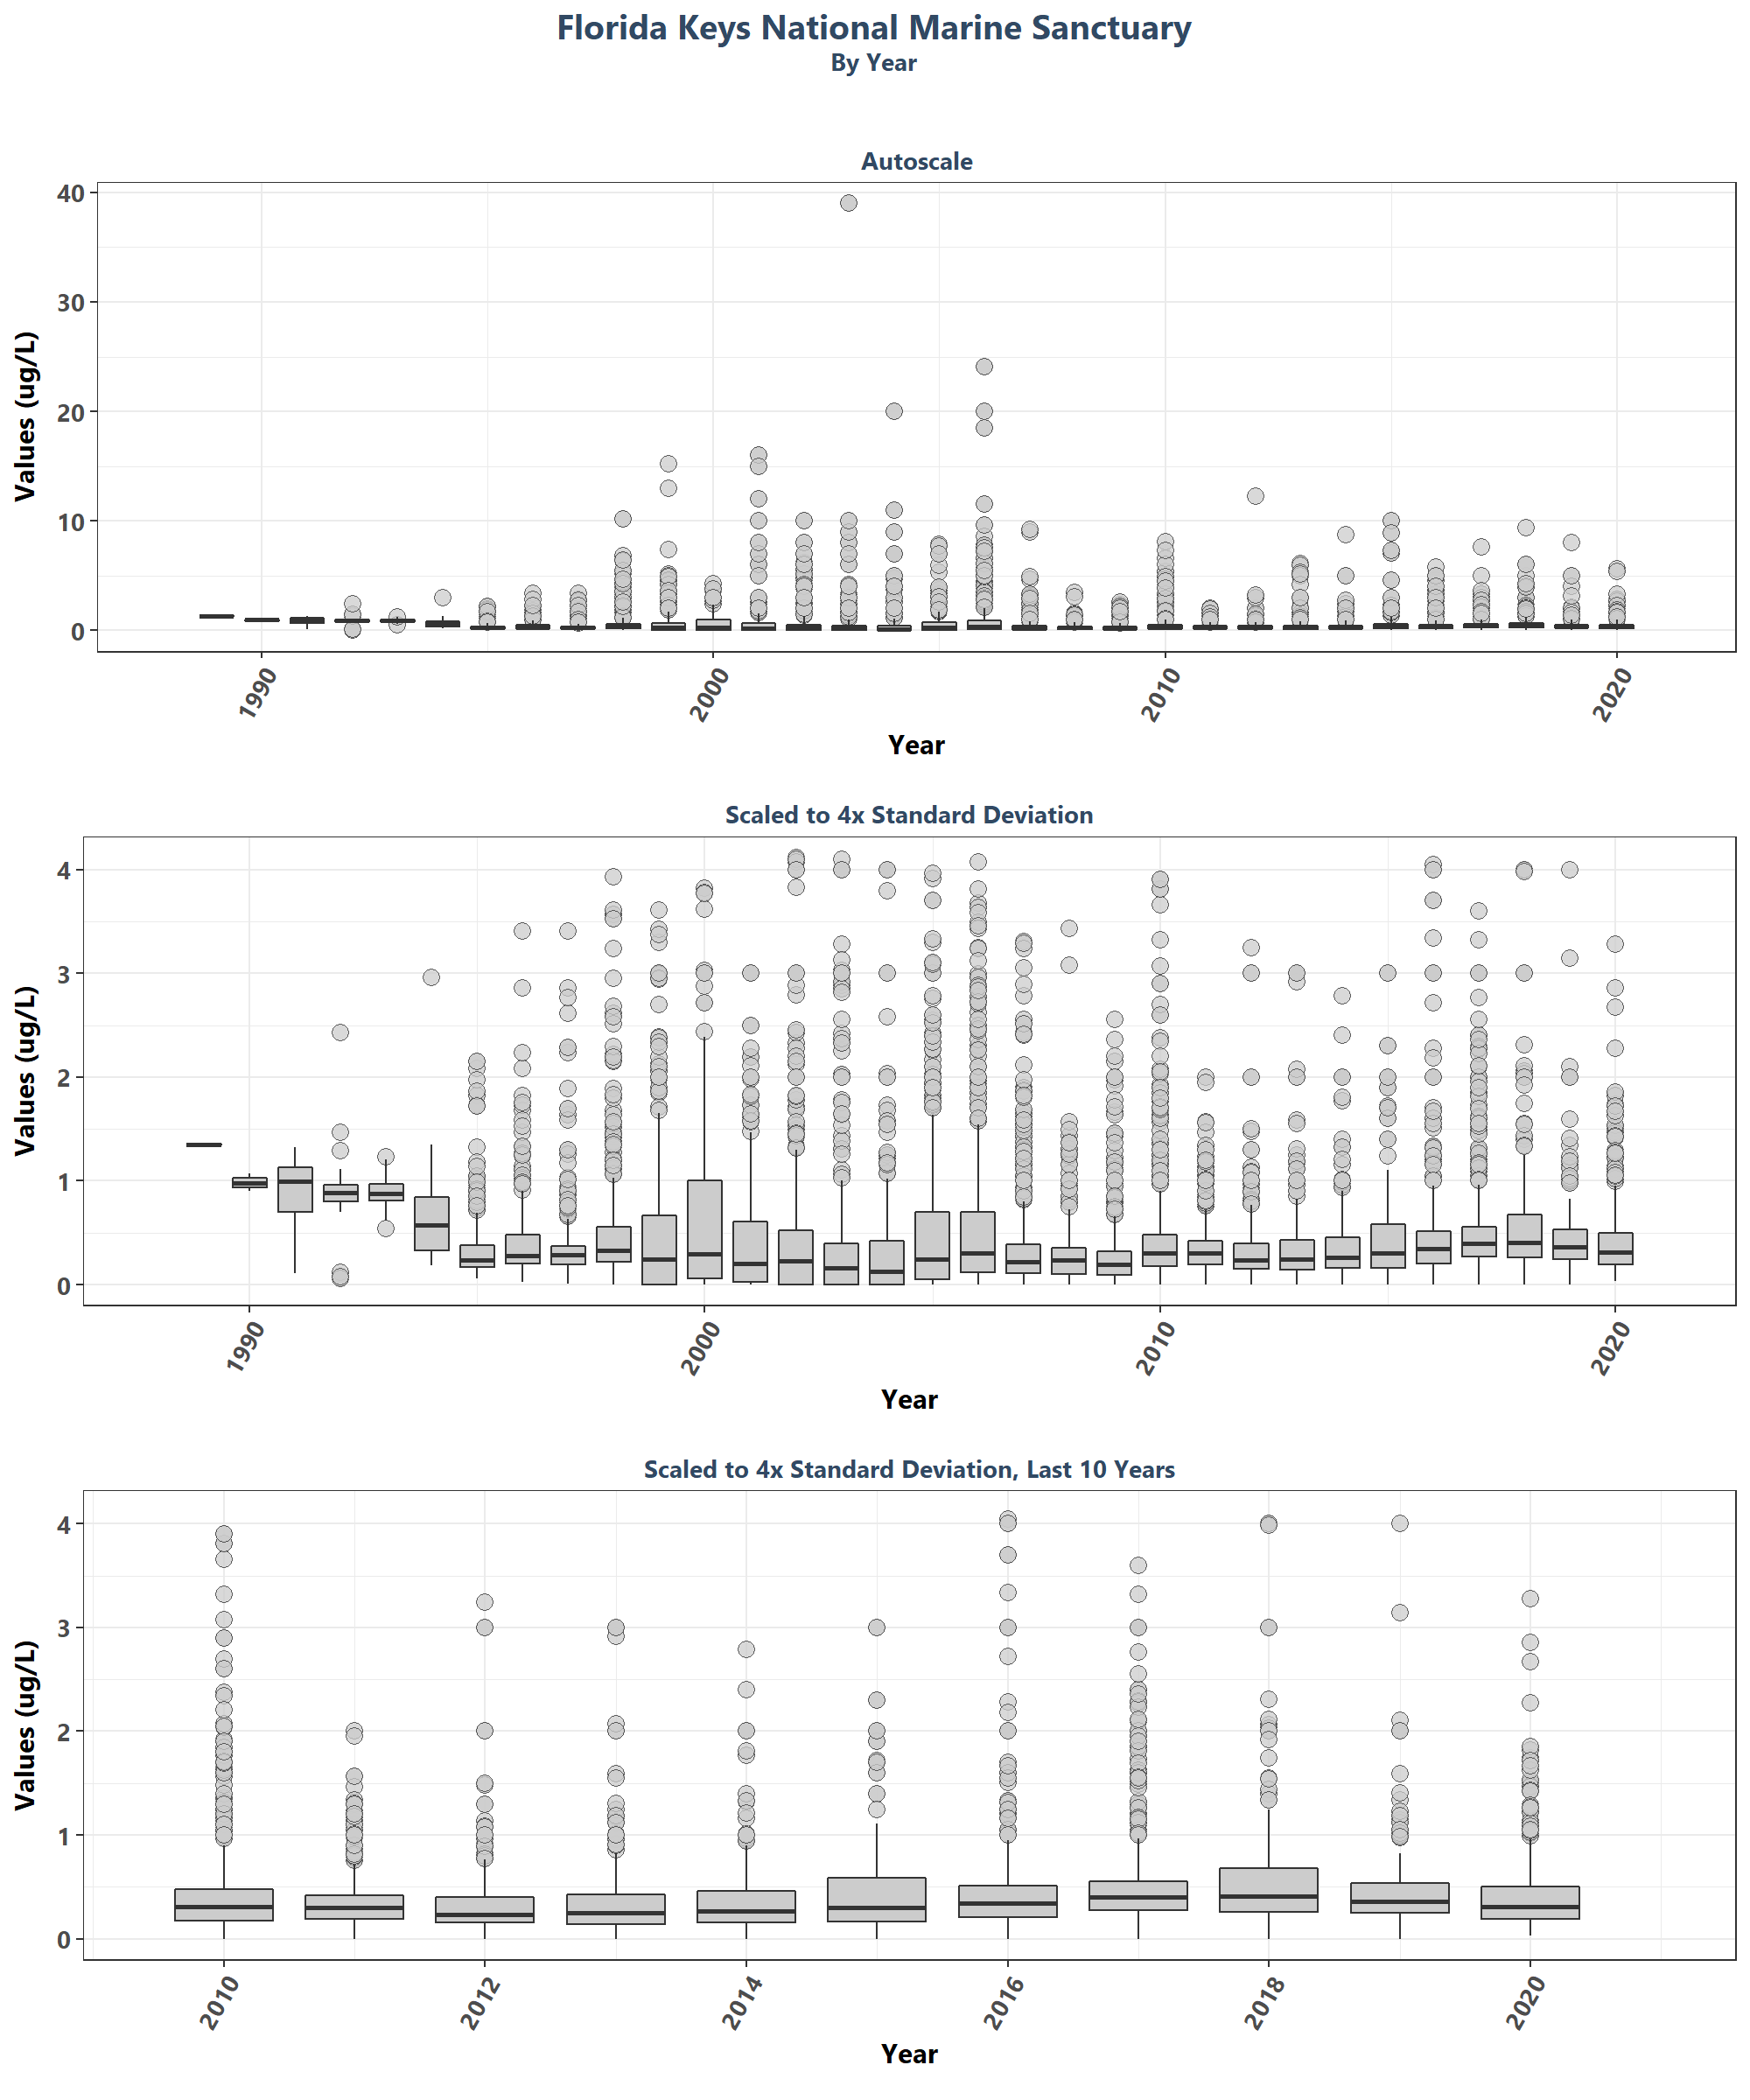 Florida Keys National Marine Sanctuary
By Year
Autoscale
40
30
20
10
0
Values (ug/L)
1990
2000
2010
2020
Year
Scaled to 4x Standard Deviation
4
3
2
1
0
Values (ug/L)
1990
2000
2010
2020
Year
Scaled to 4x Standard Deviation, Last 10 Years
4
3
2
1
0
Values (ug/L)
2010
2012
2014
2016
2018
2020
Year